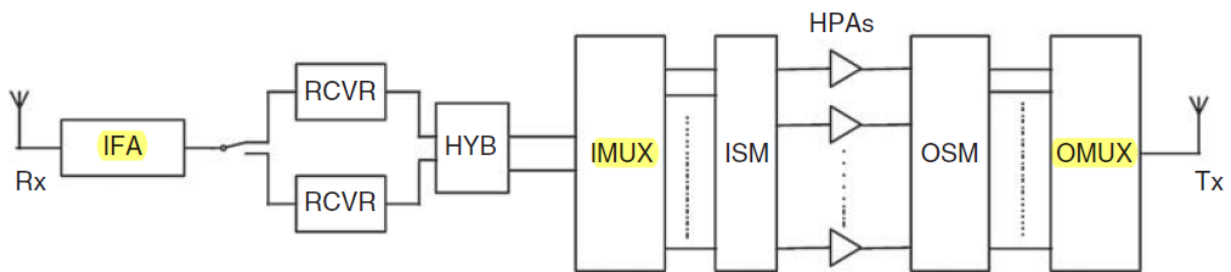 HPAs
RCVR
IFA
HYB
IMUX
ISM
OSM
OMUX
Rx
RCVR
Tx